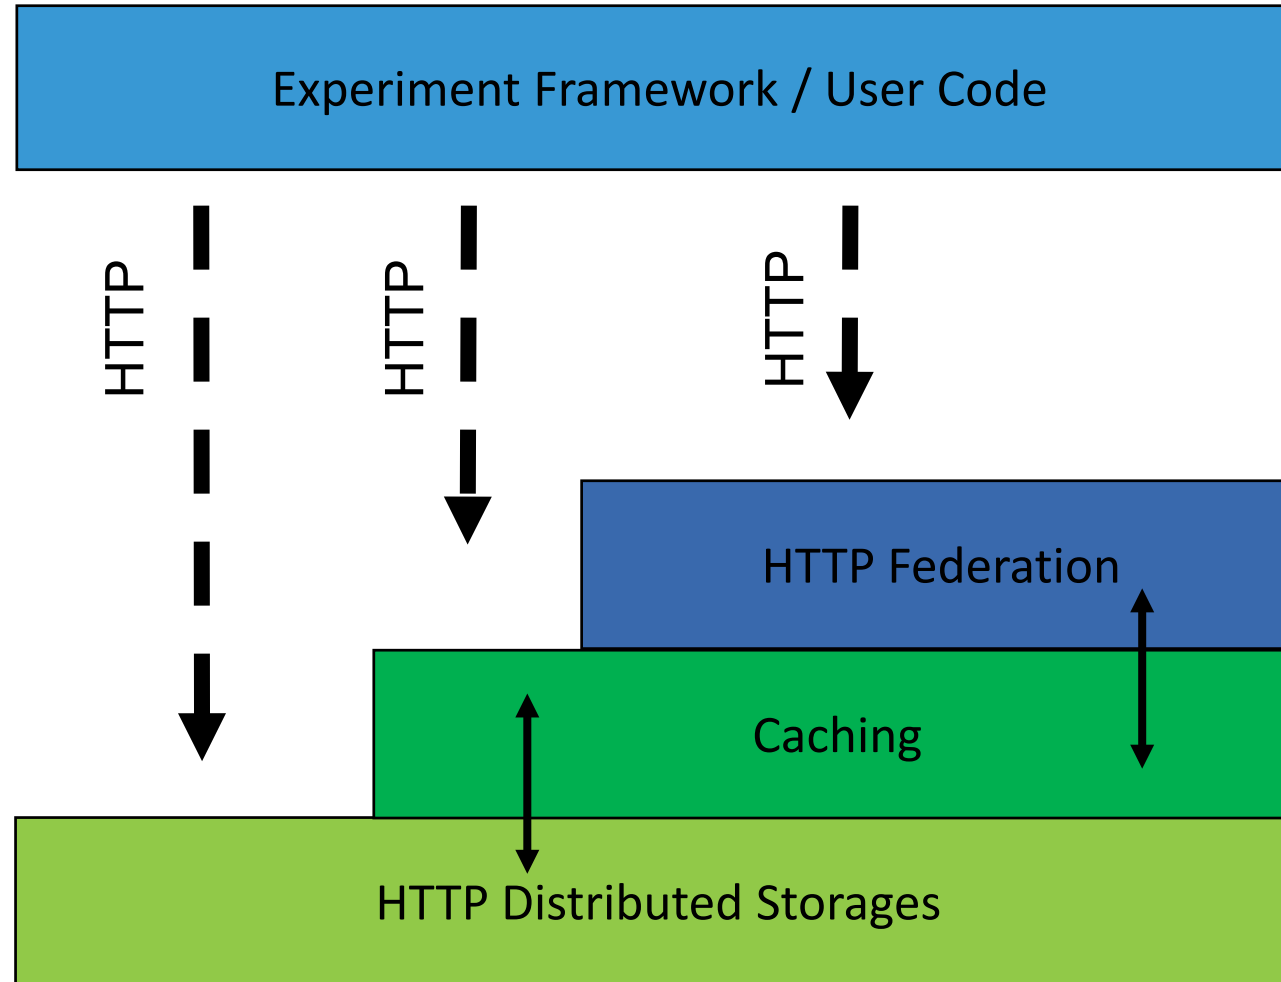 Experiment Framework / User Code
HTTP
HTTP
HTTP
HTTP Federation
Caching
HTTP Distributed Storages